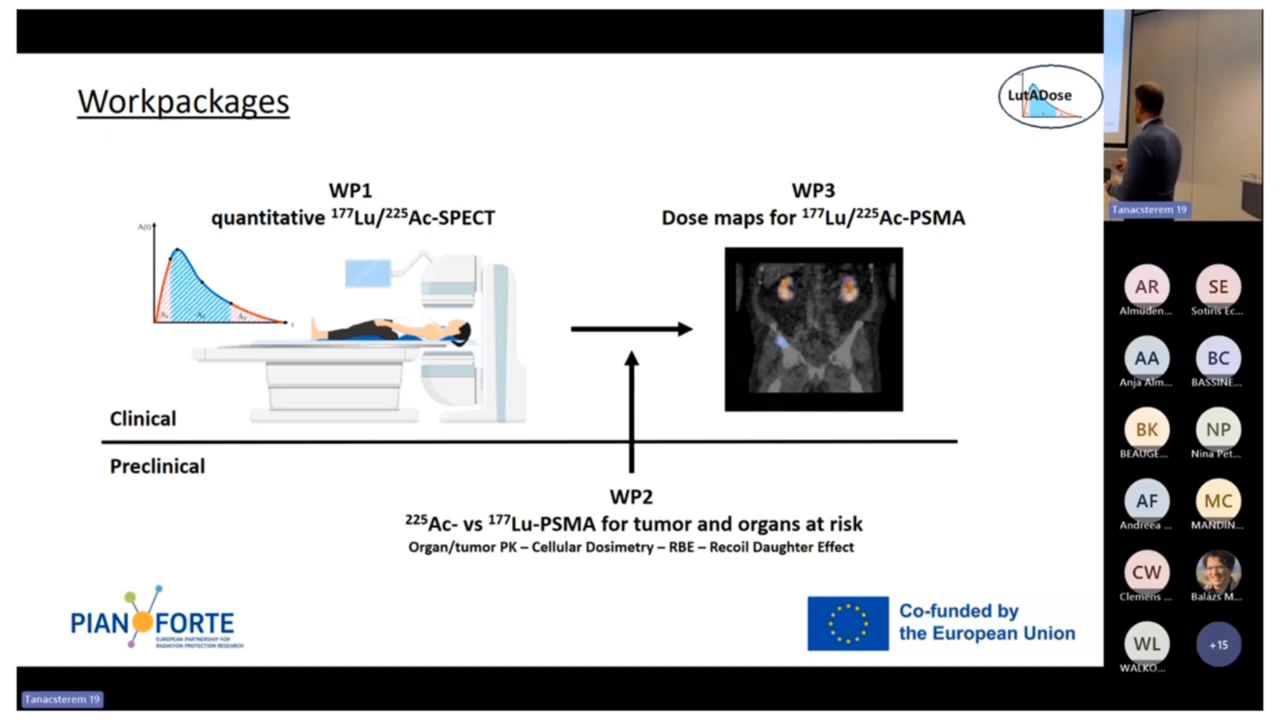 Workpackages
LutADose
WP1
quantitative ¹⁷⁷Lu/²²⁵Ac-SPECT
WP3
Dose maps for ¹⁷⁷Lu/²²⁵Ac-PSMA
A(t)
t
Clinical
Preclinical
WP2
²²⁵Ac- vs ¹⁷⁷Lu-PSMA for tumor and organs at risk
Organ/tumor PK – Cellular Dosimetry – RBE – Recoil Daughter Effect
PIANOFORTE
EUROPEAN PARTNERSHIP FOR
RADIATION PROTECTION RESEARCH
Co-funded by
the European Union
Tanacsterem 19
AR
Almuden...
SE
Sotiris Ec...
AA
Anja Alm...
BC
BASSINE...
BK
BEAUGE...
NP
Nina Pet...
AF
Andreea ...
MC
MANDIN...
CW
Clemens ...
Balázs M...
WL
WALKO...
+15
Tanacsterem 19